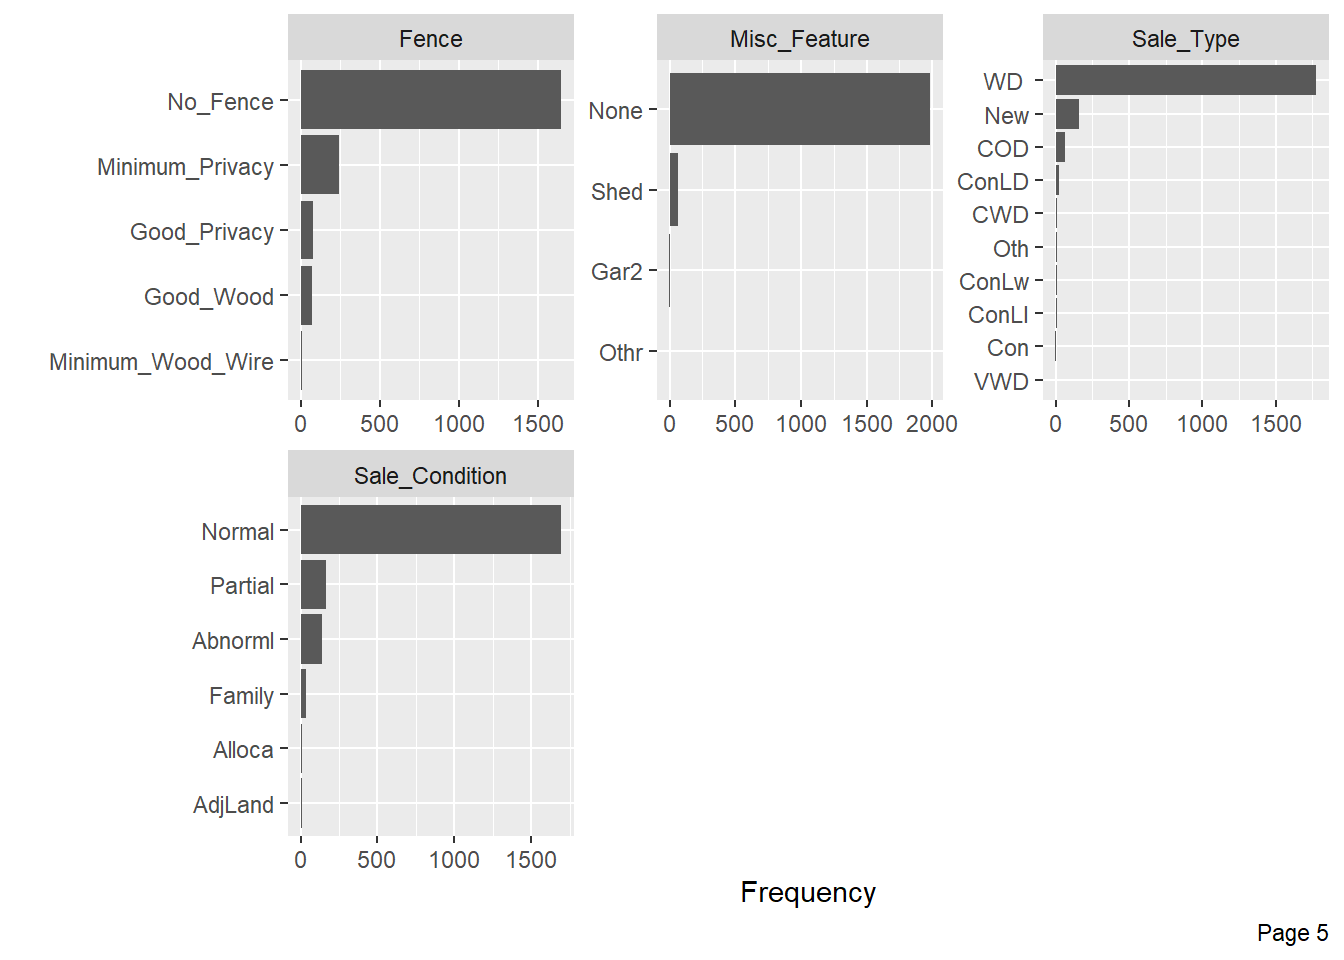 Fence
No_Fence
Minimum_Privacy
Good_Privacy
Good_Wood
Minimum_Wood_Wire
0 500 1000 1500
Misc_Feature
None
Shed
Gar2
Othr
0 500 1000 1500 2000
Sale_Type
WD
New
COD
ConLD
CWD
Oth
ConLw
ConLI
Con
VWD
0 500 1000 1500
Sale_Condition
Normal
Partial
Abnorml
Family
Alloca
AdjLand
0 500 1000 1500
Frequency
Page 5